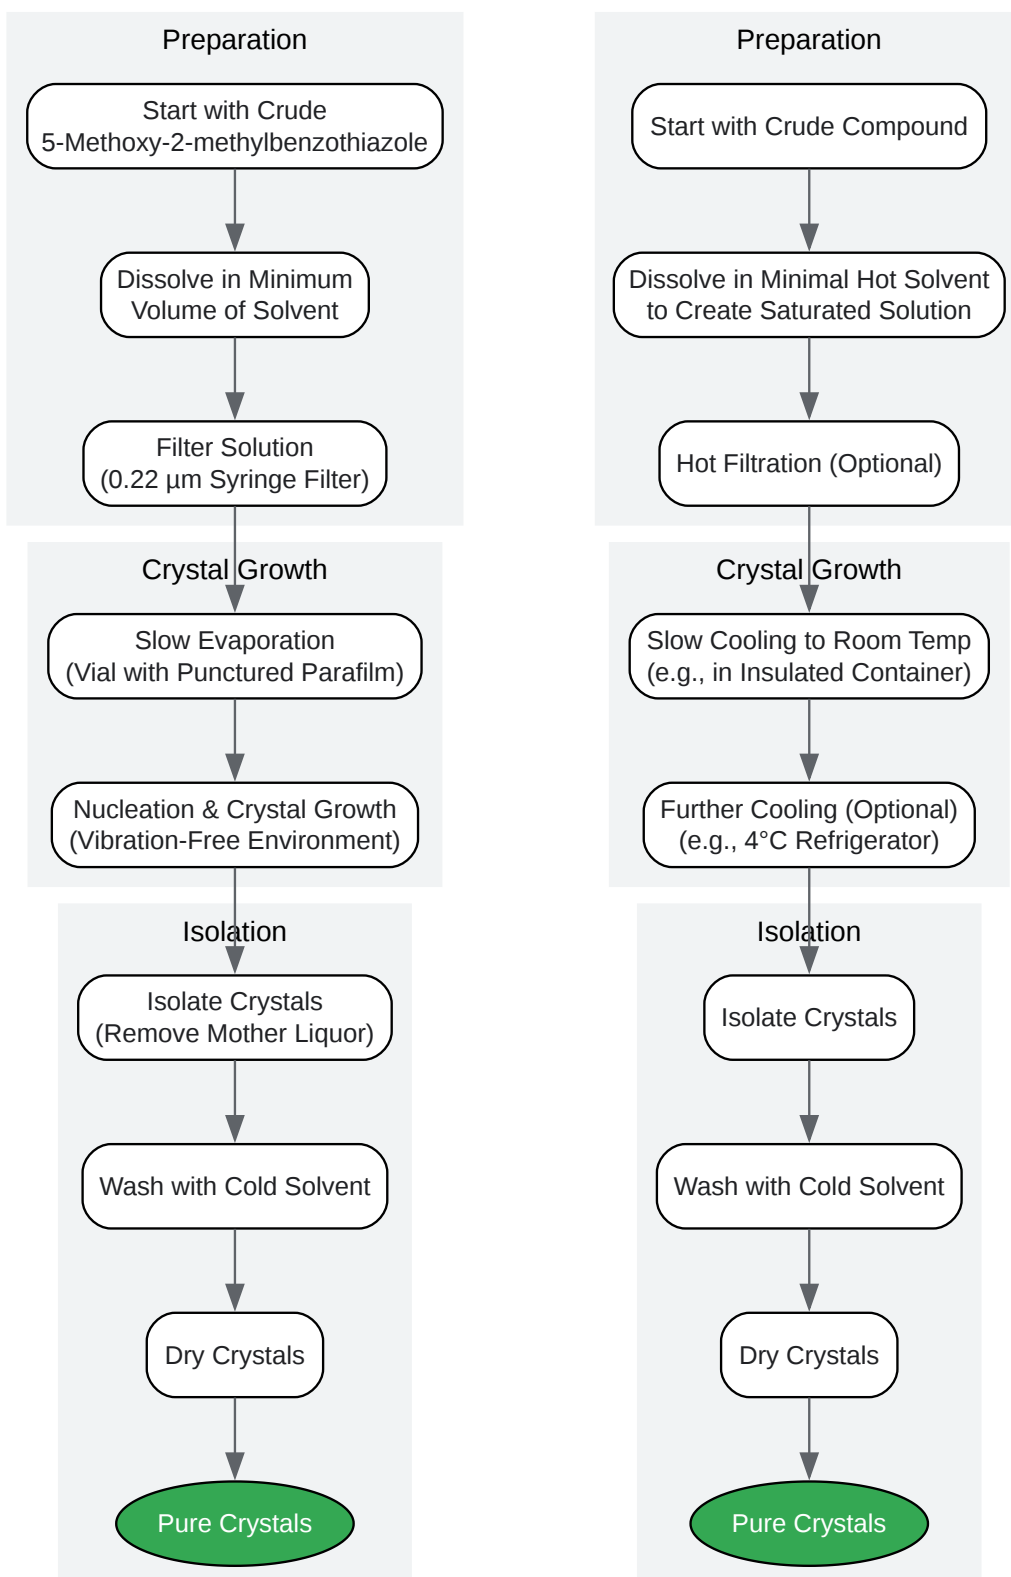 Preparation
Start with Crude
5-Methoxy-2-methylbenzothiazole
Dissolve in Minimum
Volume of Solvent
Filter Solution
(0.22 µm Syringe Filter)
Crystal Growth
Slow Evaporation
(Vial with Punctured Parafilm)
Nucleation & Crystal Growth
(Vibration-Free Environment)
Isolation
Isolate Crystals
(Remove Mother Liquor)
Wash with Cold Solvent
Dry Crystals
Pure Crystals
Preparation
Start with Crude Compound
Dissolve in Minimal Hot Solvent
to Create Saturated Solution
Hot Filtration (Optional)
Crystal Growth
Slow Cooling to Room Temp
(e.g., in Insulated Container)
Further Cooling (Optional)
(e.g., 4°C Refrigerator)
Isolation
Isolate Crystals
Wash with Cold Solvent
Dry Crystals
Pure Crystals